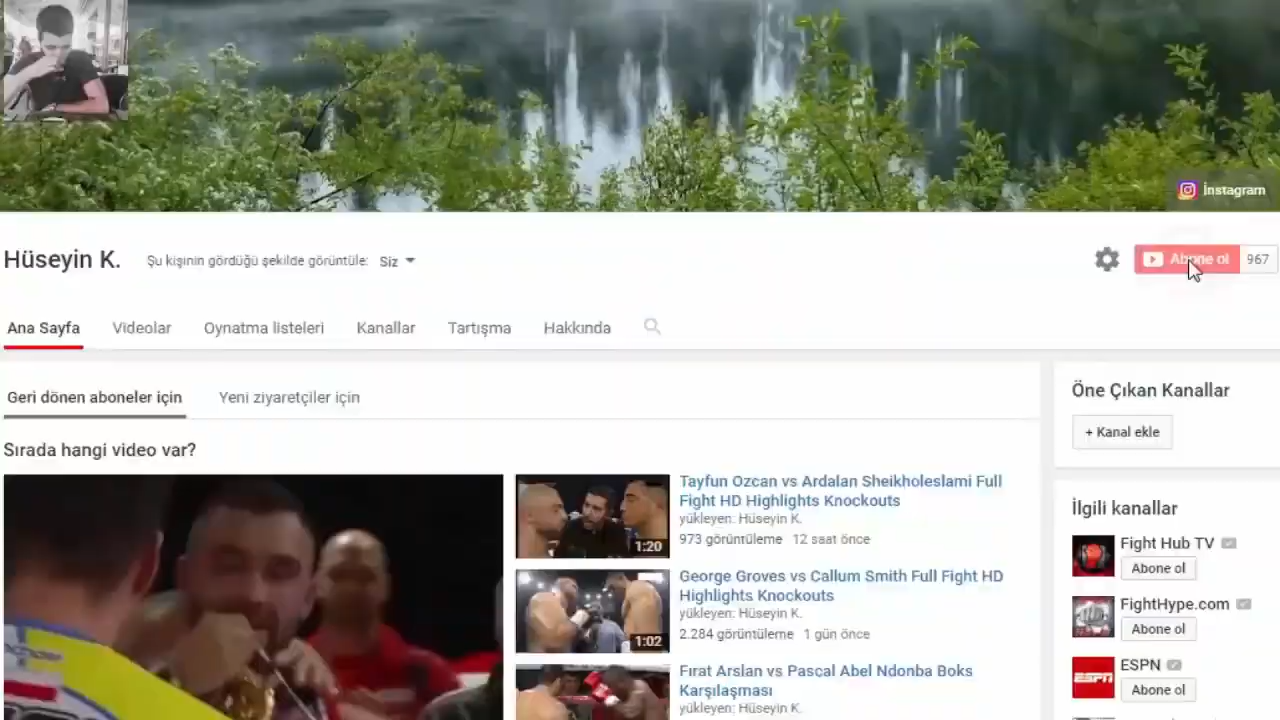 İnstagram
Hüseyin K.
Şu kişinin gördüğü şekilde görüntüle: Siz
Abone ol 967
Ana Sayfa Videolar Oynatma listeleri Kanallar Tartışma Hakkında
Geri dönen aboneler için Yeni ziyaretçiler için
Sırada hangi video var?
Tayfun Ozcan vs Ardalan Sheikholeslami Full
Fight HD Highlights Knockouts
yükleyen: Hüseyin K.
973 görüntüleme 12 saat önce
1:20
George Groves vs Callum Smith Full Fight HD
Highlights Knockouts
yükleyen: Hüseyin K.
2.284 görüntüleme 1 gün önce
1:02
Fırat Arslan vs Pascal Abel Ndonba Boks
Karşılaşması
yükleyen: Hüseyin K.
Öne Çıkan Kanallar
+ Kanal ekle
İlgili kanallar
Fight Hub TV
Abone ol
FightHype.com
Abone ol
ESPN
ESPN
Abone ol